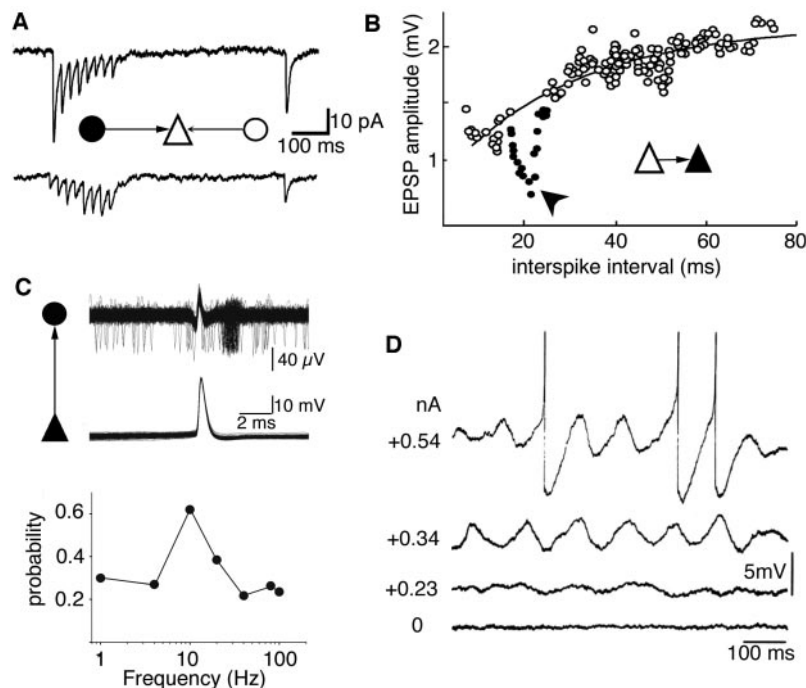 A
10 pA
100 ms
B
EPSP amplitude (mV)
2
1
20
40
60
80
interspike interval (ms)
C
40 µV
10 mV
2 ms
probability
0.6
0.4
0.2
1
10
100
Frequency (Hz)
D
nA
+0.54
+0.34
+0.23
0
5mV
100 ms